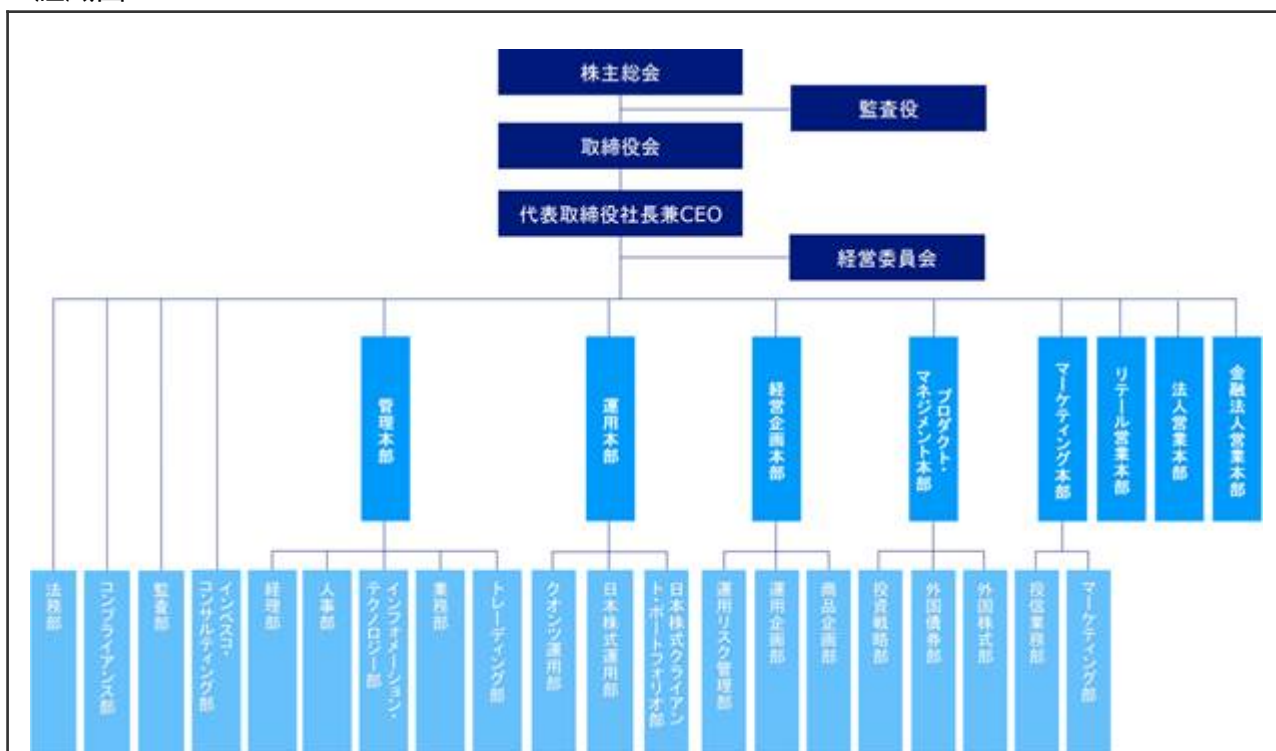 株主総会
監査役
取締役会
代表取締役社長兼CEO
経営委員会
管理本部
運用本部
経営企画本部
プロダクト・
マネジメント本部
マーケティング本部
リテール営業本部
法人営業本部
金融法人営業本部
法務部
コンプライアンス部
監査部
インベスコ・
コンサルティング部
経理部
人事部
インフォメーション・
テクノロジー部
業務部
トレーディング部
クオンツ運用部
日本株式運用部
日本株式クライアン
ト・ポートフォリオ部
運用リスク管理部
運用企画部
商品企画部
投資戦略部
外国債券部
外国株式部
投信業務部
マーケティング部